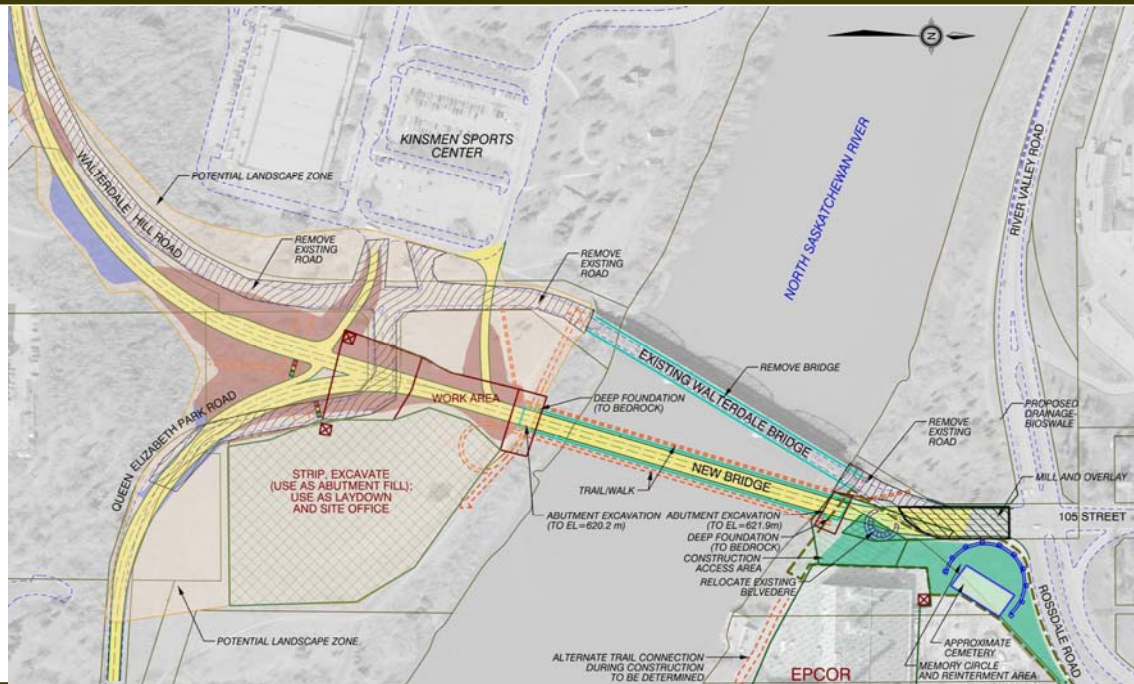 N
KINSMEN SPORTS
CENTER
POTENTIAL LANDSCAPE ZONE
WALTERDALE HILL ROAD
REMOVE
EXISTING
ROAD
REMOVE
EXISTING
ROAD
NORTH SASKATCHEWAN RIVER
RIVER VALLEY ROAD
EXISTING WALTERDALE BRIDGE
REMOVE BRIDGE
QUEEN ELIZABETH PARK ROAD
WORK AREA
DEEP FOUNDATION
(TO BEDROCK)
REMOVE
EXISTING
ROAD
PROPOSED
DRAINAGE-
BIOSWALE
MILL AND OVERLAY
NEW BRIDGE
TRAIL/WALK
STRIP, EXCAVATE
(USE AS ABUTMENT FILL);
USE AS LAYDOWN
AND SITE OFFICE
ABUTMENT EXCAVATION
(TO EL=620.2 m)
ABUTMENT EXCAVATION
(TO EL=621.9m)
DEEP FOUNDATION
(TO BEDROCK)
CONSTRUCTION
ACCESS AREA
RELOCATE EXISTING
BELVEDERE
105 STREET
ROSSDALE ROAD
POTENTIAL LANDSCAPE ZONE
ALTERNATE TRAIL CONNECTION
DURING CONSTRUCTION
TO BE DETERMINED
EPCOR
APPROXIMATE
CEMETERY
MEMORY CIRCLE
AND REINTERMENT AREA